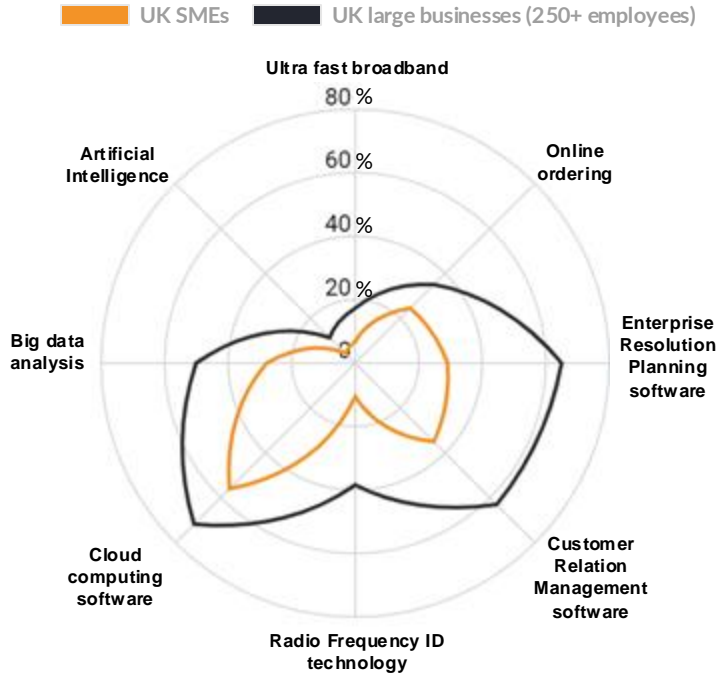 UK SMEs
UK large businesses (250+ employees)
Ultra fast broadband
80 %
Artificial
Intelligence
60 %
Online
ordering
40 %
20 %
0
Big data
analysis
Enterprise
Resolution
Planning
software
Cloud
computing
software
Customer
Relation
Management
software
Radio Frequency ID
technology